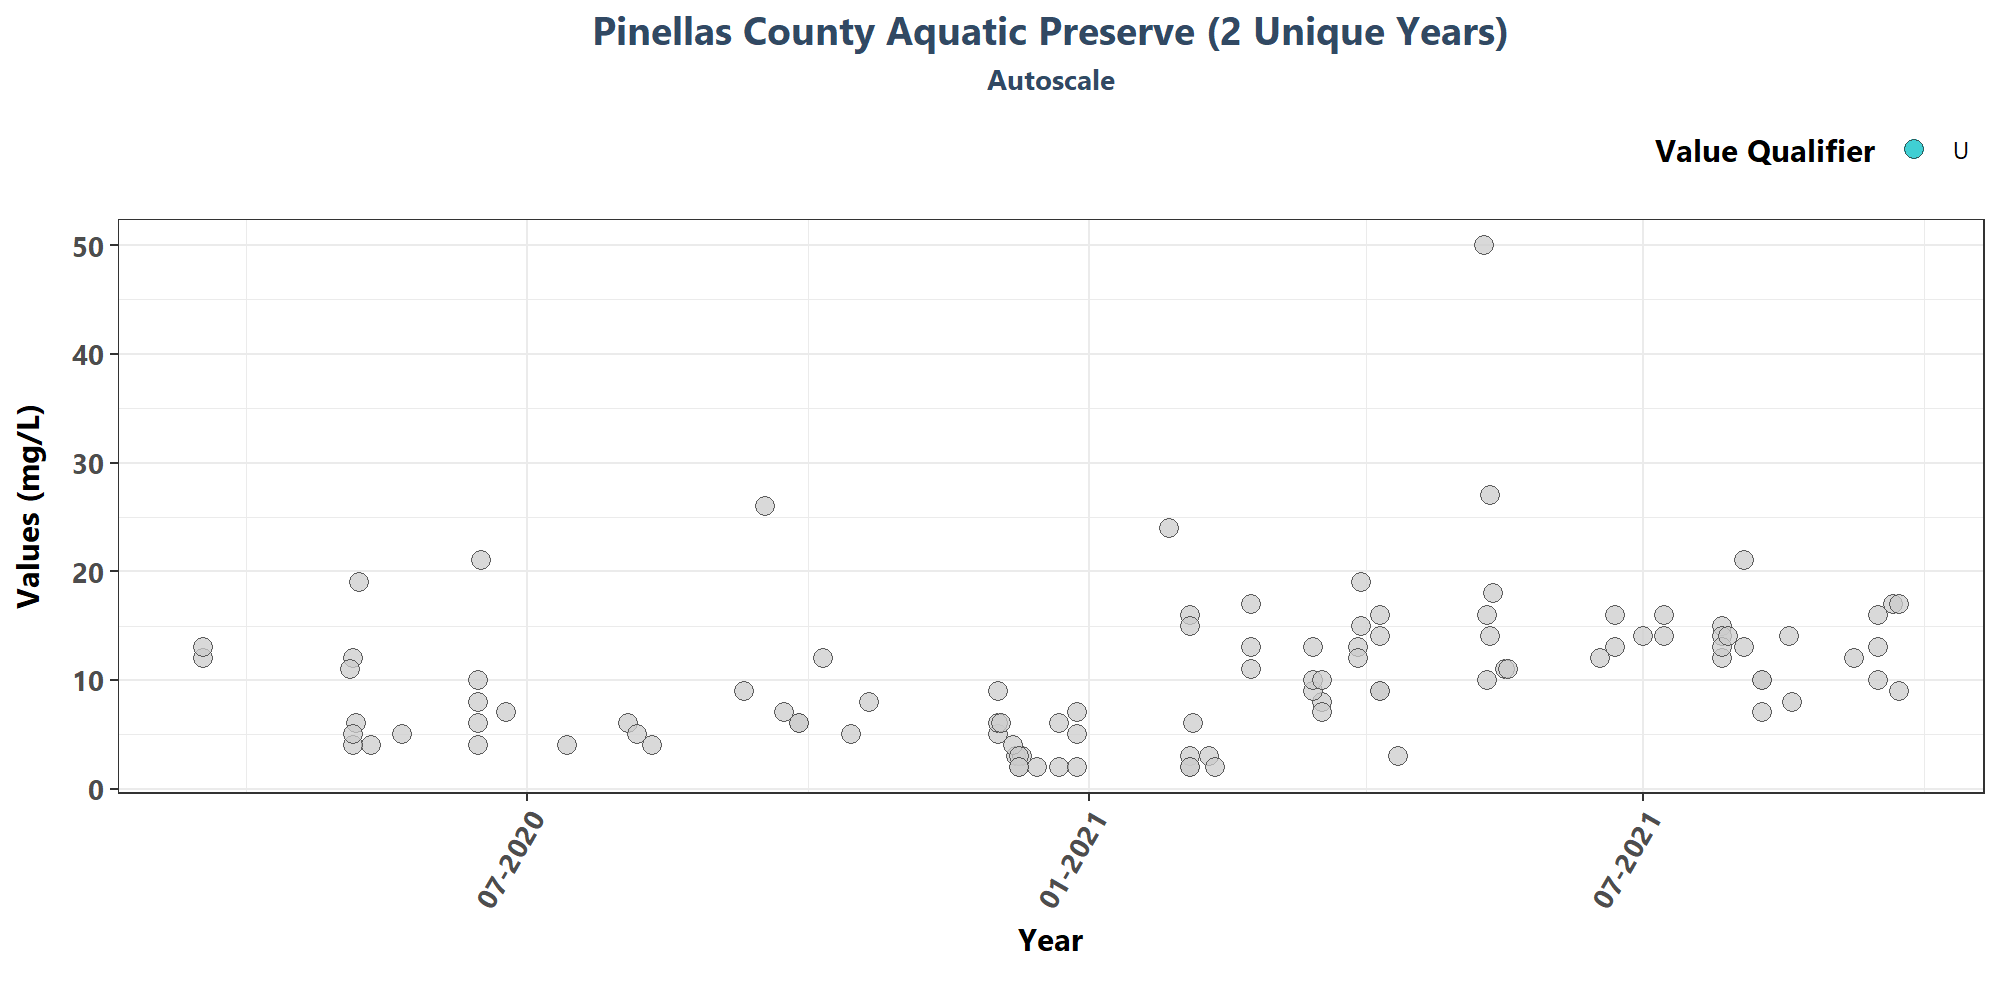 Pinellas County Aquatic Preserve (2 Unique Years)
Autoscale
Value Qualifier U
50
40
30
20
10
0
Values (mg/L)
07-2020
01-2021
07-2021
Year